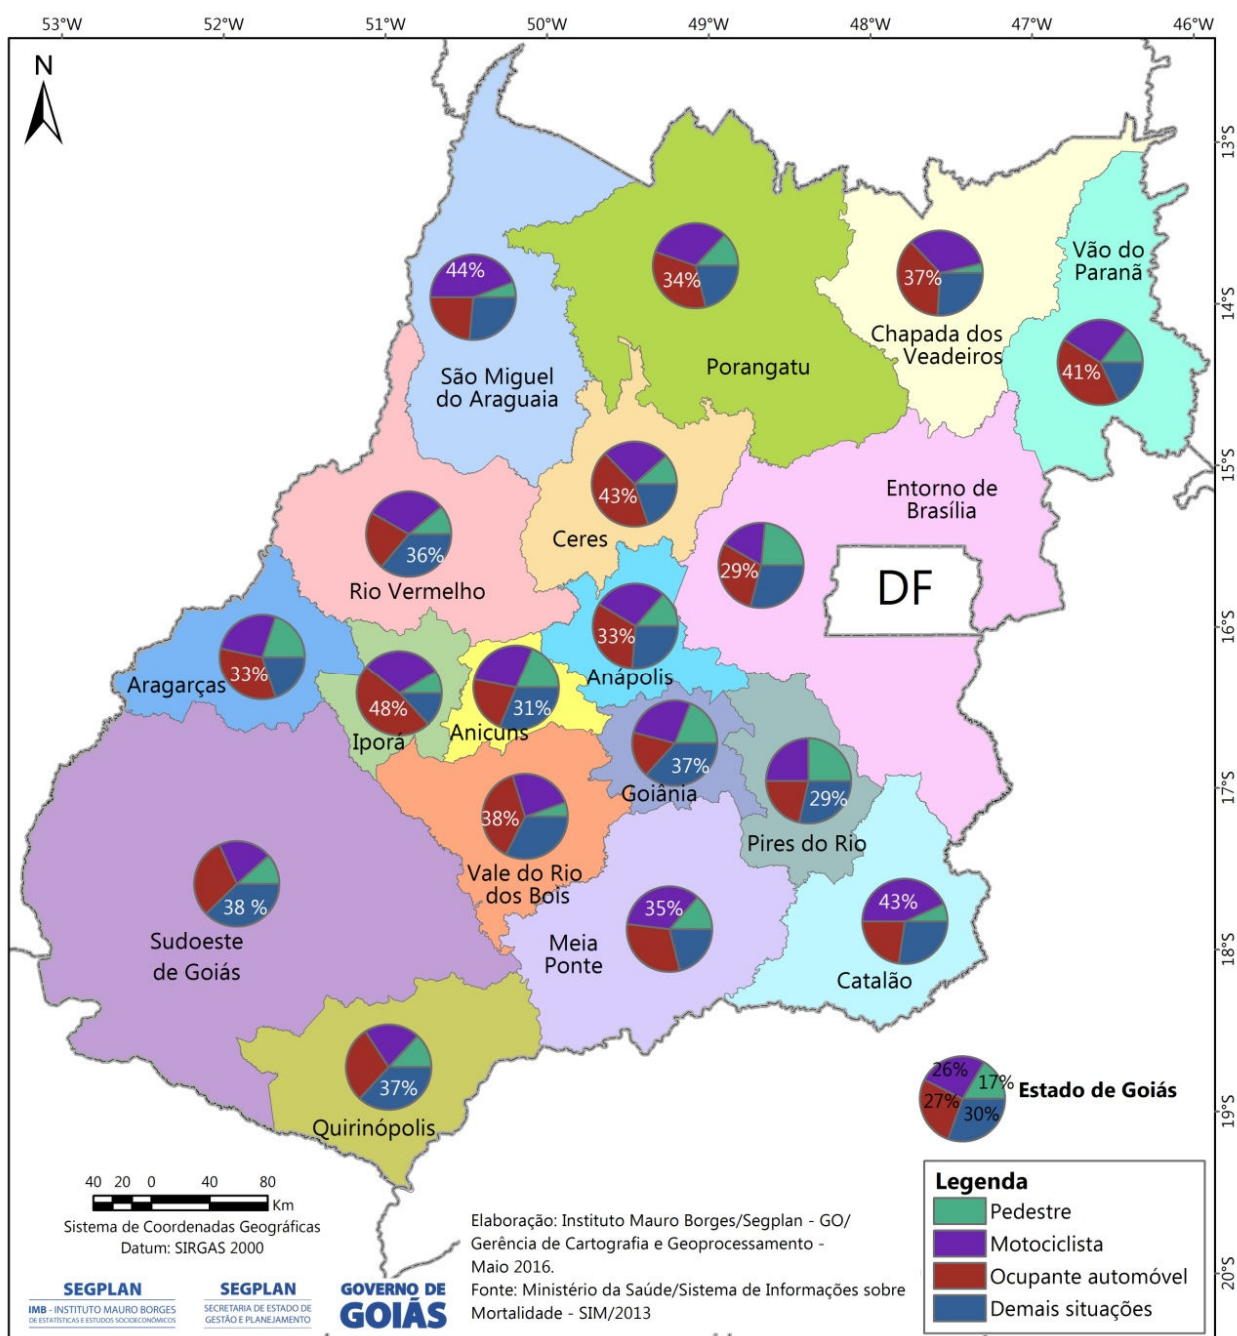 53°W 52°W 51°W 50°W 49°W 48°W 47°W 46°W
N
13°S
14°S
15°S
16°S
17°S
18°S
19°S
20°S
44%
São Miguel
do Araguaia
34%
Porangatu
37%
Chapada dos
Veadeiros
Vão do
Paranã
41%
43%
Ceres
Entorno de
Brasília
29%
DF
36%
Rio Vermelho
33%
Anápolis
33%
Aragarças
48%
Iporá
31%
Anicuns
37%
Goiânia
29%
Pires do Rio
38%
Vale do Rio
dos Bois
38 %
Sudoeste
de Goiás
35%
Meia
Ponte
43%
Catalão
37%
Quirinópolis
26%
17%
27%
30%
Estado de Goiás
Legenda
Pedestre
Motociclista
Ocupante automóvel
Demais situações
40 20 0 40 80
Km
Sistema de Coordenadas Geográficas
Datum: SIRGAS 2000
Elaboração: Instituto Mauro Borges/Segplan - GO/
Gerência de Cartografia e Geoprocessamento -
Maio 2016.
Fonte: Ministério da Saúde/Sistema de Informações sobre
Mortalidade - SIM/2013
SEGPLAN
IMB - INSTITUTO MAURO BORGES
DE ESTATÍSTICAS E ESTUDOS SOCIOECONÔMICOS
SEGPLAN
SECRETARIA DE ESTADO DE
GESTÃO E PLANEJAMENTO
GOVERNO DE
GOIÁS